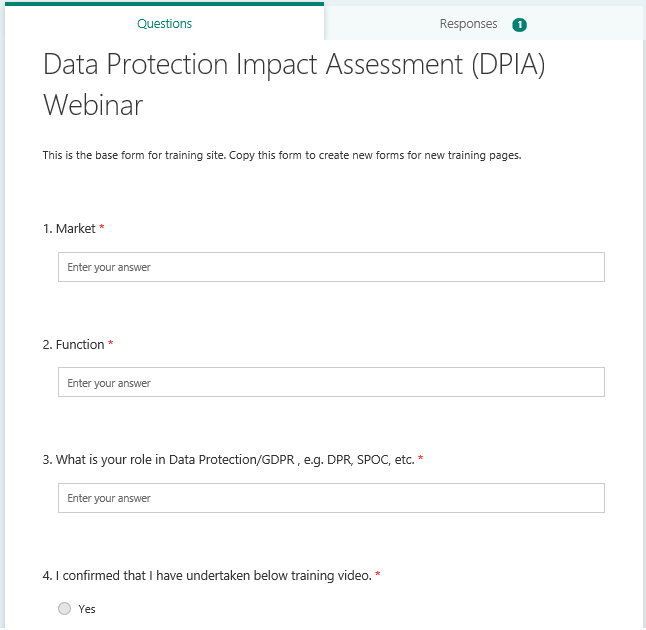 Questions
Responses 1
Data Protection Impact Assessment (DPIA)
Webinar
This is the base form for training site. Copy this form to create new forms for new training pages.
1. Market *
Enter your answer
2. Function *
Enter your answer
3. What is your role in Data Protection/GDPR , e.g. DPR, SPOC, etc. *
Enter your answer
4. I confirmed that I have undertaken below training video. *
Yes